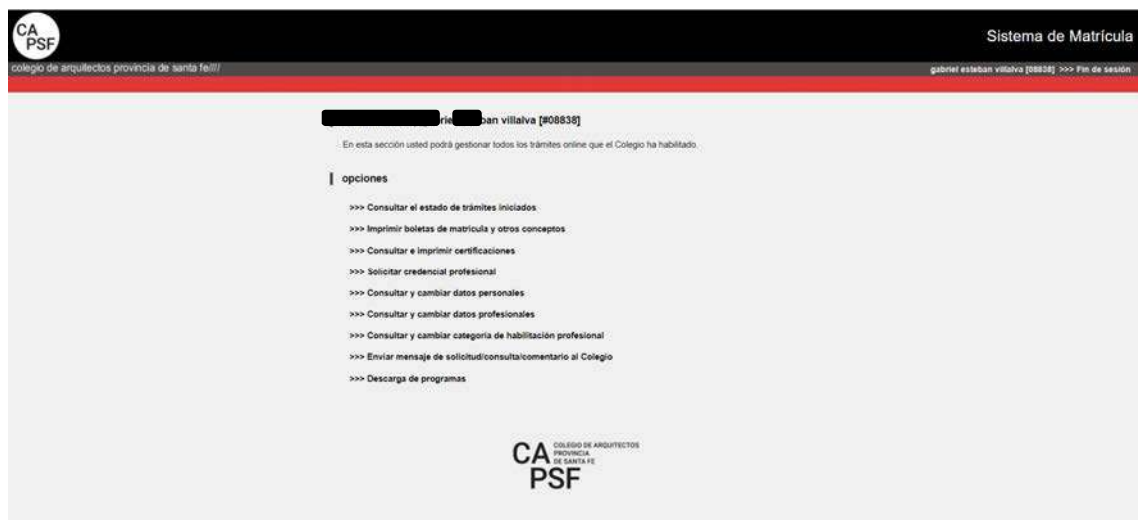 CA
PSF
Sistema de Matrícula
colegio de arquitectos provincia de santa fe////
gabriel esteban villalva [08838] >>> Fin de sesión
rie ban villalva [#08838]
En esta sección usted podrá gestionar todos los trámites online que el Colegio ha habilitado.
opciones
>>> Consultar el estado de trámites iniciados
>>> Imprimir boletas de matrícula y otros conceptos
>>> Consultar e imprimir certificaciones
>>> Solicitar credencial profesional
>>> Consultar y cambiar datos personales
>>> Consultar y cambiar datos profesionales
>>> Consultar y cambiar categoría de habilitación profesional
>>> Enviar mensaje de solicitud/consulta/comentario al Colegio
>>> Descarga de programas
CA
PSF
COLEGIO DE ARQUITECTOS
PROVINCIA
DE SANTA FE